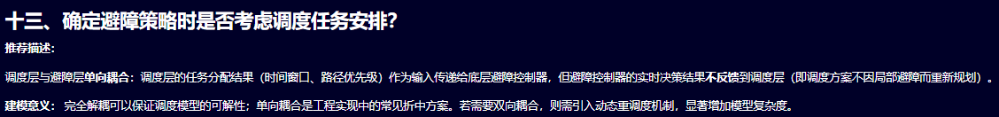 十三、确定避障策略时是否考虑调度任务安排?
推荐描述：
调度层与避障层单向耦合：调度层的任务分配结果（时间窗口、路径优先级）作为输入传递给底层避障控制器，但避障控制器的实时决策结果不反馈到调度层（即调度方案不因局部避障而重新规划）。
建模意义： 完全解耦可以保证调度模型的可解性；单向耦合是工程实现中的常见折中方案。若需要双向耦合，则需引入动态重调度机制，显著增加模型复杂度。